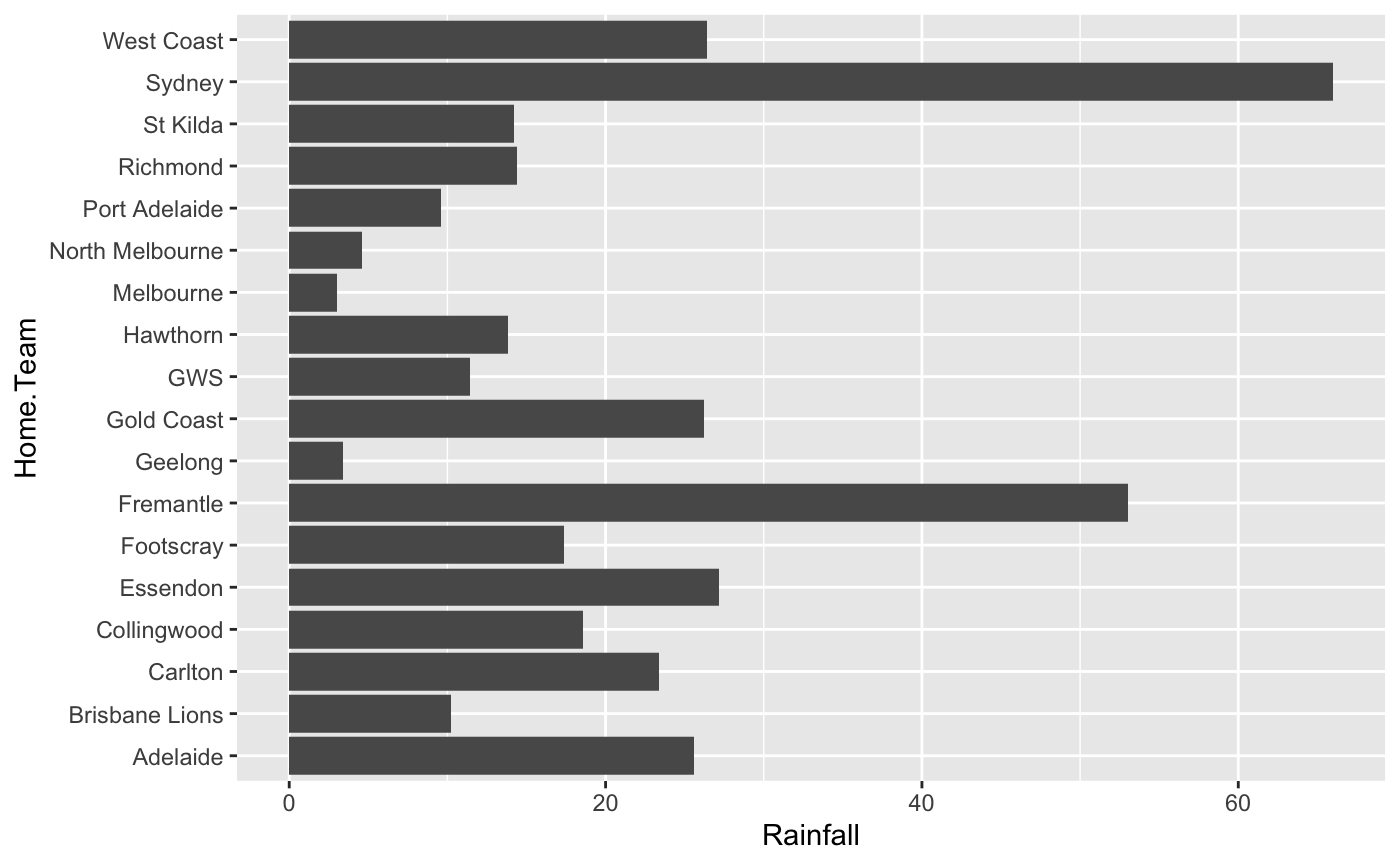 West Coast
Sydney
St Kilda
Richmond
Port Adelaide
North Melbourne
Melbourne
Hawthorn
GWS
Gold Coast
Geelong
Fremantle
Footscray
Essendon
Collingwood
Carlton
Brisbane Lions
Adelaide
Home.Team
0 20 40 60
Rainfall